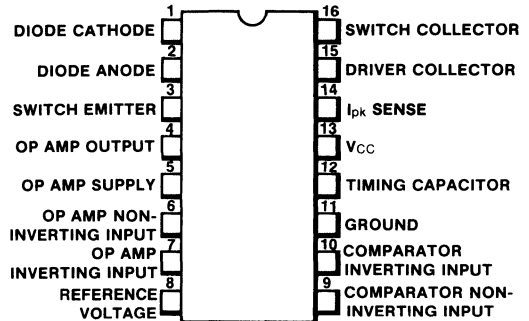 1
16
DIODE CATHODE
SWITCH COLLECTOR
2
15
DIODE ANODE
DRIVER COLLECTOR
3
14
SWITCH EMITTER
Ipk SENSE
4
13
OP AMP OUTPUT
VCC
5
12
OP AMP SUPPLY
TIMING CAPACITOR
6
11
OP AMP NON-
INVERTING INPUT
GROUND
7
10
OP AMP
INVERTING INPUT
COMPARATOR
INVERTING INPUT
8
9
REFERENCE
VOLTAGE
COMPARATOR NON-
INVERTING INPUT